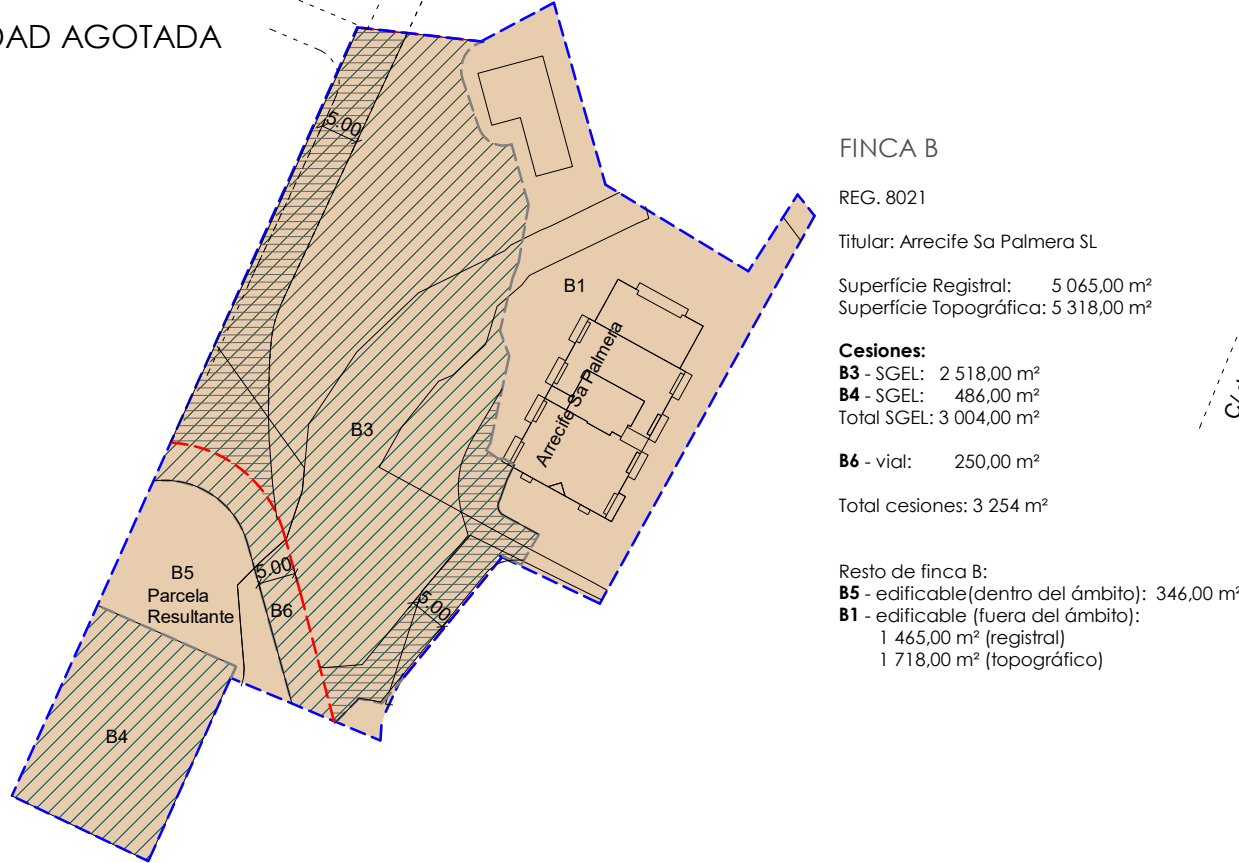 DAD AGOTADA
5.00
B1
Arrecife Sa Palmera
B3
B5
Parcela
Resultante
5.00
B6
5.00
B4
FINCA B
REG. 8021
Titular: Arrecife Sa Palmera SL
Superfície Registral: 5 065,00 m²
Superfície Topográfica: 5 318,00 m²
Cesiones:
B3 - SGEL: 2 518,00 m²
B4 - SGEL: 486,00 m²
Total SGEL: 3 004,00 m²
B6 - vial: 250,00 m²
Total cesiones: 3 254 m²
Resto de finca B:
B5 - edificable(dentro del ámbito): 346,00 m²
B1 - edificable (fuera del ámbito):
1 465,00 m² (registral)
1 718,00 m² (topográfico)
C/